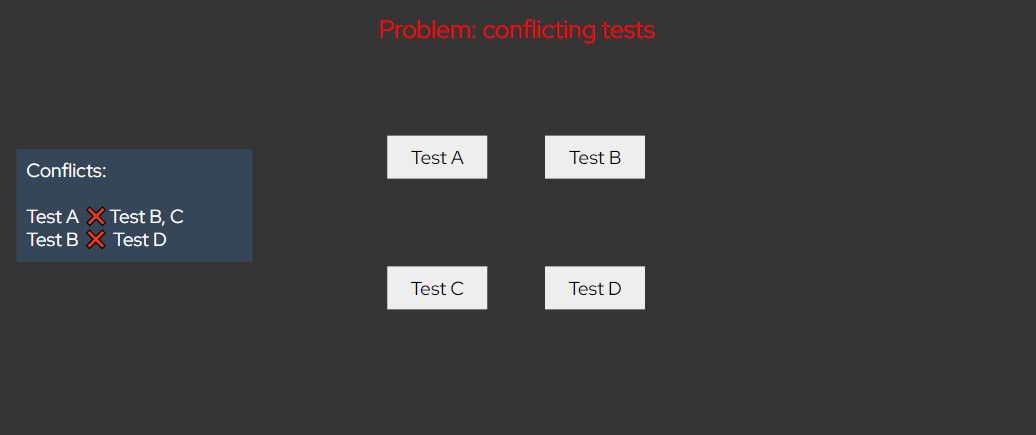 Problem: conflicting tests
Conflicts:
Test A ❌ Test B, C
Test B ❌ Test D
Test A
Test B
Test C
Test D